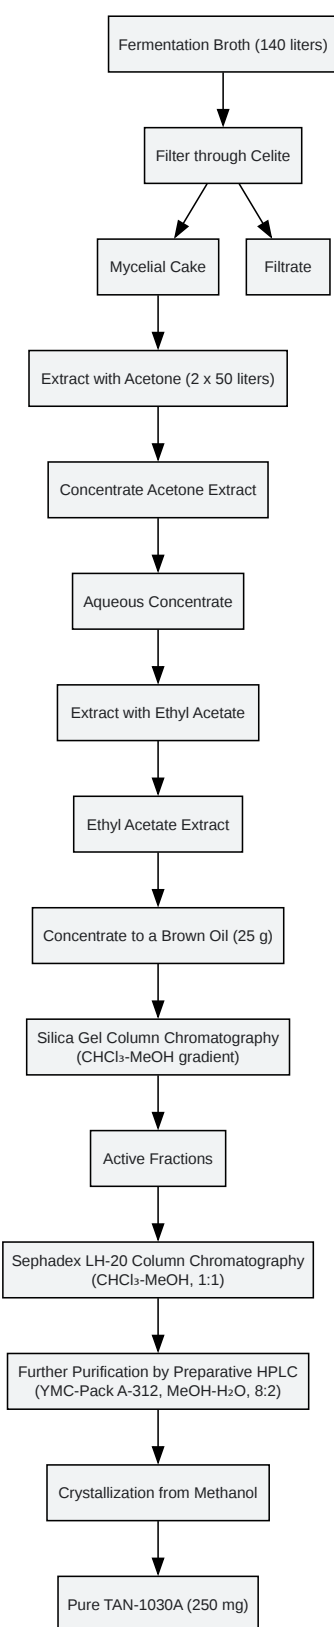 Fermentation Broth (140 liters)
Filter through Celite
Mycelial Cake
Filtrate
Extract with Acetone (2 x 50 liters)
Concentrate Acetone Extract
Aqueous Concentrate
Extract with Ethyl Acetate
Ethyl Acetate Extract
Concentrate to a Brown Oil (25 g)
Silica Gel Column Chromatography
(CHCl₃-MeOH gradient)
Active Fractions
Sephadex LH-20 Column Chromatography
(CHCl₃-MeOH, 1:1)
Further Purification by Preparative HPLC
(YMC-Pack A-312, MeOH-H₂O, 8:2)
Crystallization from Methanol
Pure TAN-1030A (250 mg)